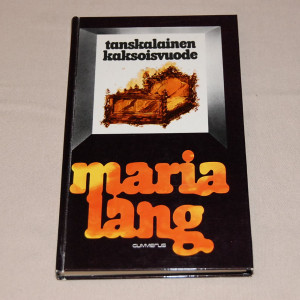 tanskalainen
kaksoisvuode
maria
lang
GUMMERUS